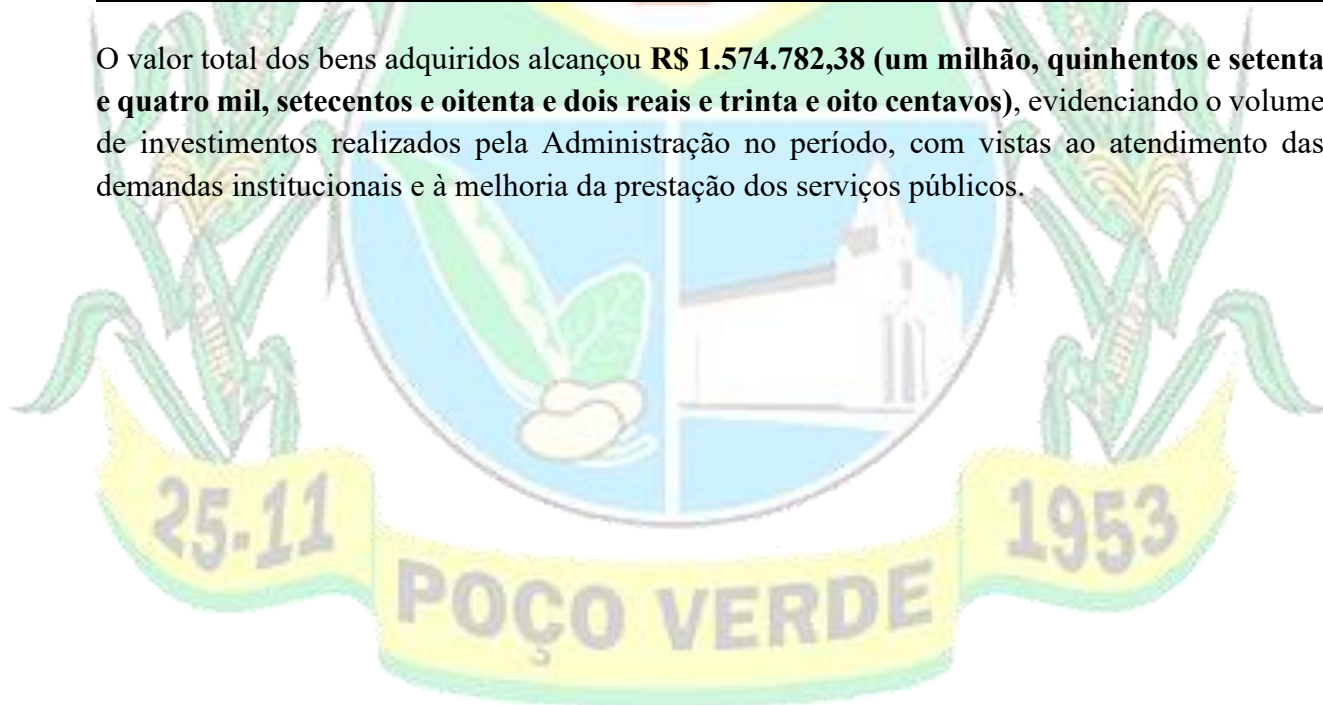 O valor total dos bens adquiridos alcançou R$ 1.574.782,38 (um milhão, quinhentos e setenta
e quatro mil, setecentos e oitenta e dois reais e trinta e oito centavos), evidenciando o volume
de investimentos realizados pela Administração no período, com vistas ao atendimento das
demandas institucionais e à melhoria da prestação dos serviços públicos.
25-11
1953
POÇO VERDE